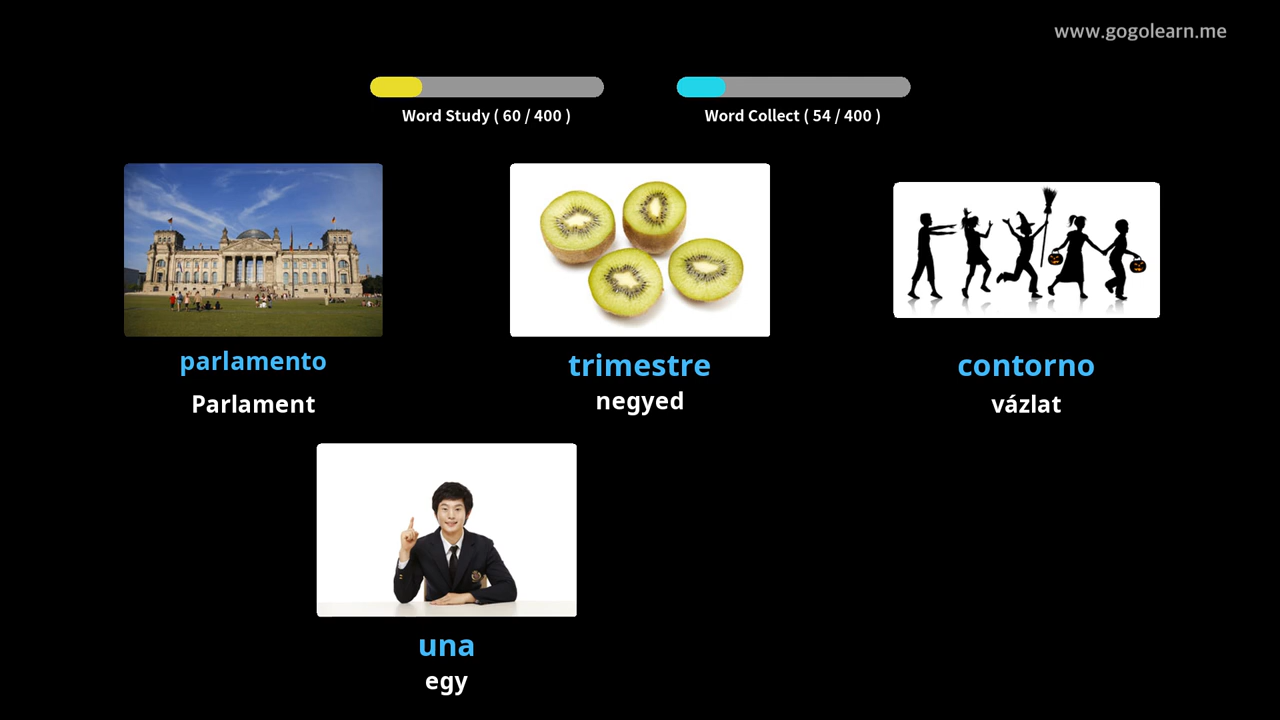 www.gogolearn.me
Word Study ( 60 / 400 )
Word Collect ( 54 / 400 )
parlamento
Parlament
trimestre
negyed
contorno
vázlat
una
egy